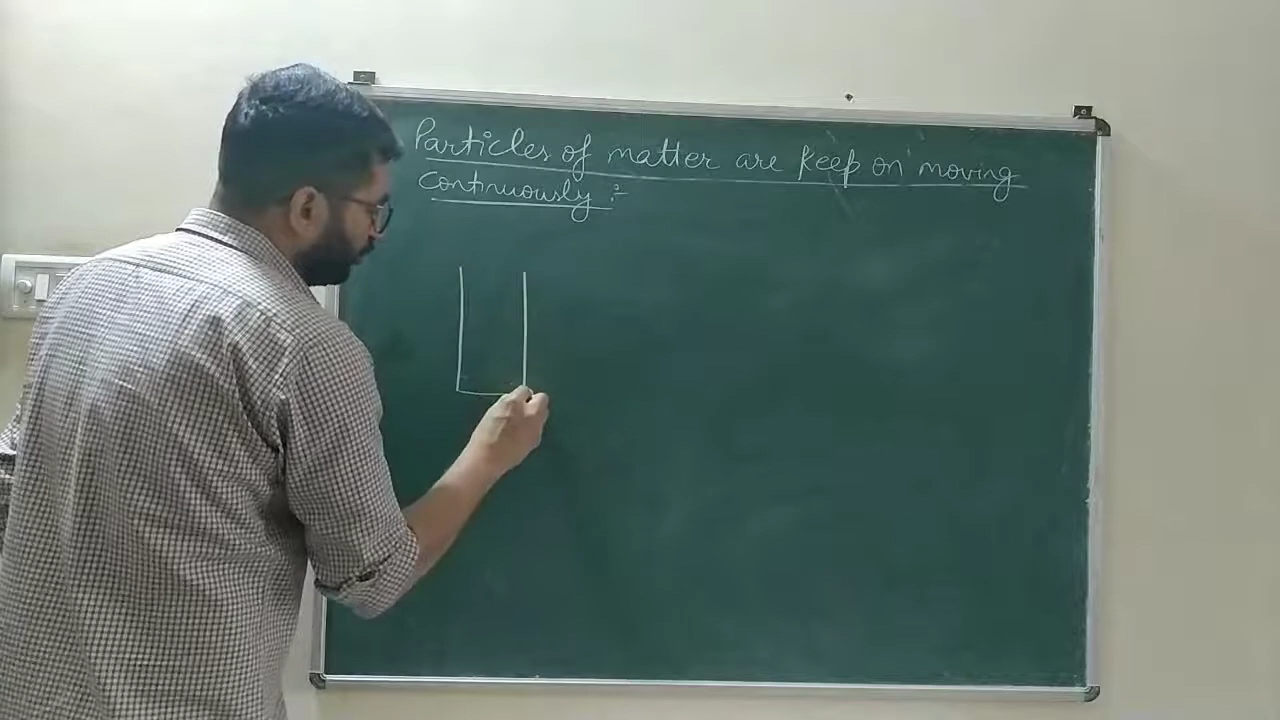 Particles of matter are keep on moving
continuously :-